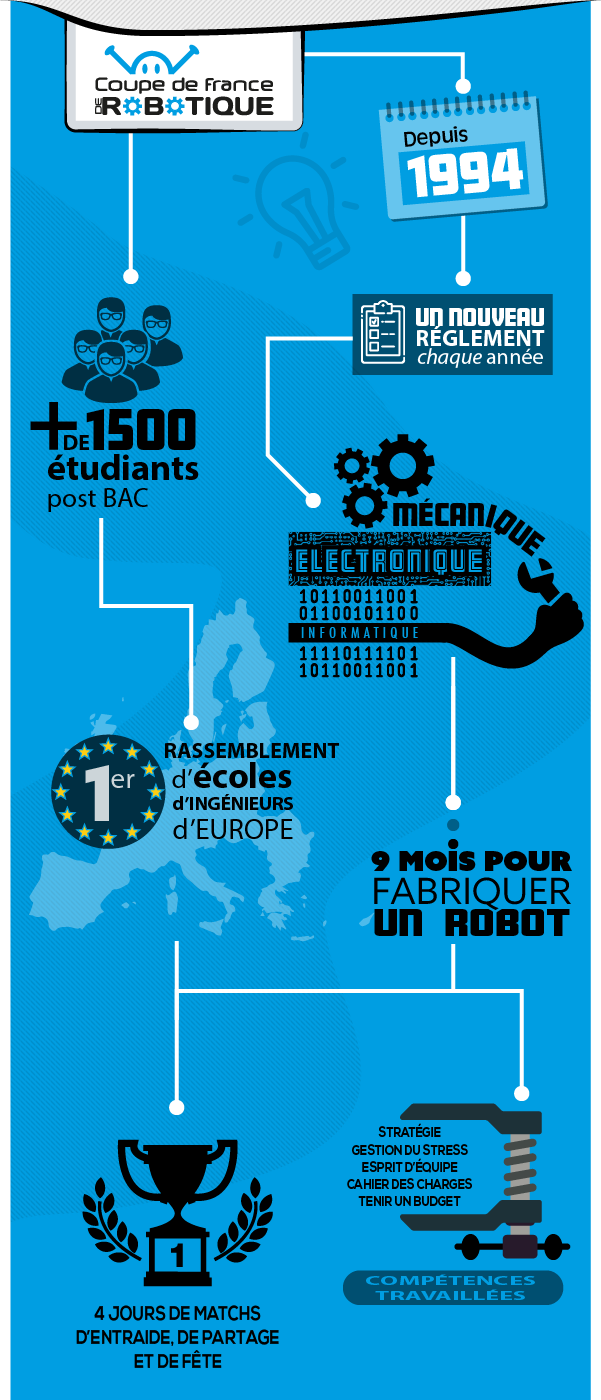 Coupe de france
DE ROBOTIQUE
Depuis
1994
UN NOUVEAU
RÉGLEMENT
chaque année
+DE 1500
étudiants
post BAC
MÉCANIQUE
ELECTRONIQUE
10110011001
01100101100
INFORMATIQUE
11110111101
10110011001
1er
RASSEMBLEMENT
d'écoles
d'INGÉNIEURS
d'EUROPE
9 MOIS POUR
FABRIQUER
UN ROBOT
STRATÉGIE
GESTION DU STRESS
ESPRIT D'ÉQUIPE
CAHIER DES CHARGES
TENIR UN BUDGET
COMPÉTENCES
TRAVAILLÉES
1
4 JOURS DE MATCHS
D'ENTRAIDE, DE PARTAGE
ET DE FÊTE